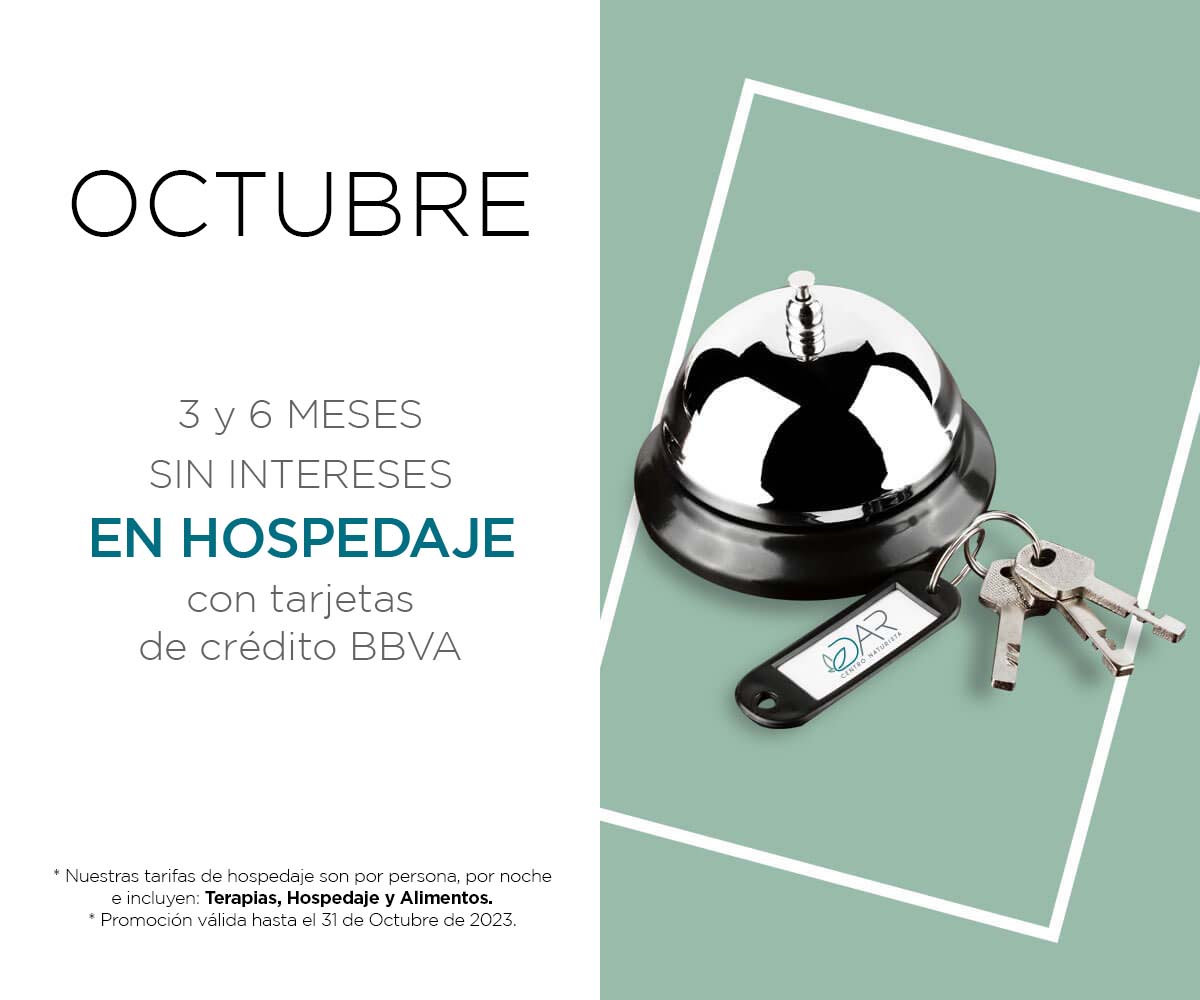 OCTUBRE
3 y 6 MESES
SIN INTERESES
EN HOSPEDAJE
con tarjetas
de crédito BBVA
* Nuestras tarifas de hospedaje son por persona, por noche
e incluyen: Terapias, Hospedaje y Alimentos.
* Promoción válida hasta el 31 de Octubre de 2023.
DAR
CENTRO NATURISTA